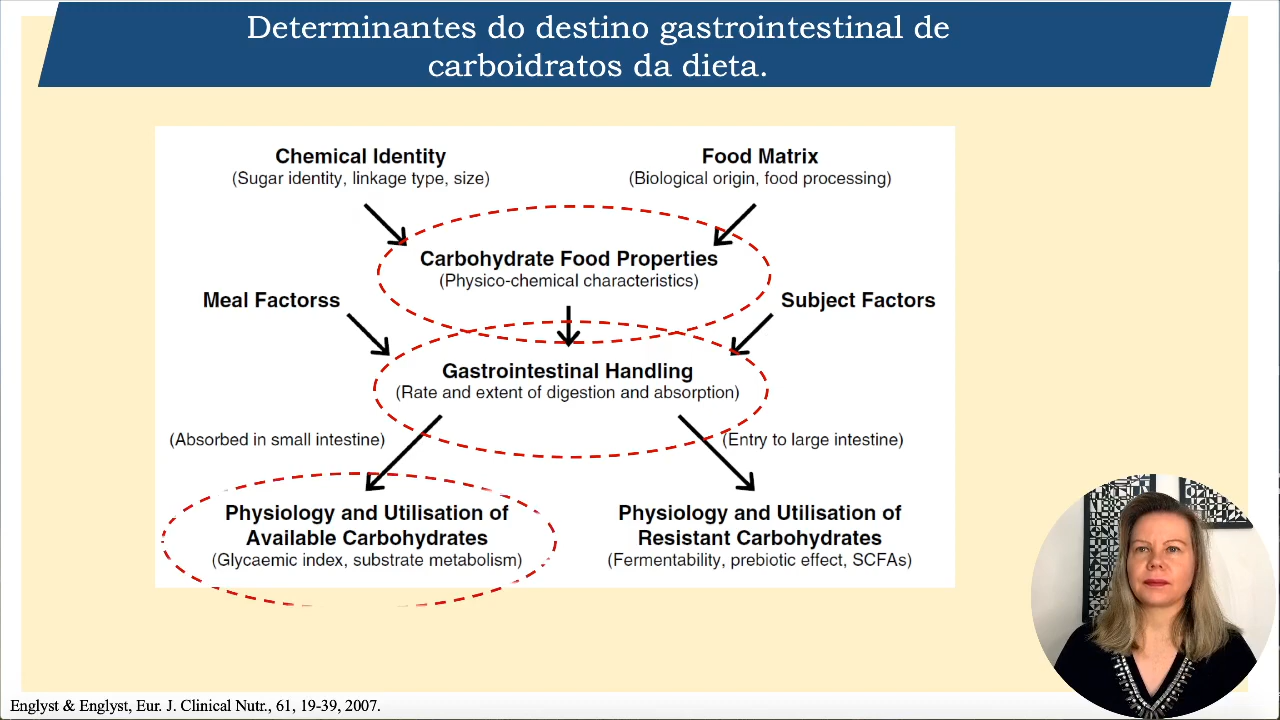 Determinantes do destino gastrointestinal de
carboidratos da dieta.
Chemical Identity
(Sugar identity, linkage type, size)
Food Matrix
(Biological origin, food processing)
Carbohydrate Food Properties
(Physico-chemical characteristics)
Meal Factorss
Subject Factors
Gastrointestinal Handling
(Rate and extent of digestion and absorption)
(Absorbed in small intestine)
(Entry to large intestine)
Physiology and Utilisation of
Available Carbohydrates
(Glycaemic index, substrate metabolism)
Physiology and Utilisation of
Resistant Carbohydrates
(Fermentability, prebiotic effect, SCFAs)
Englyst & Englyst, Eur. J. Clinical Nutr., 61, 19-39, 2007.